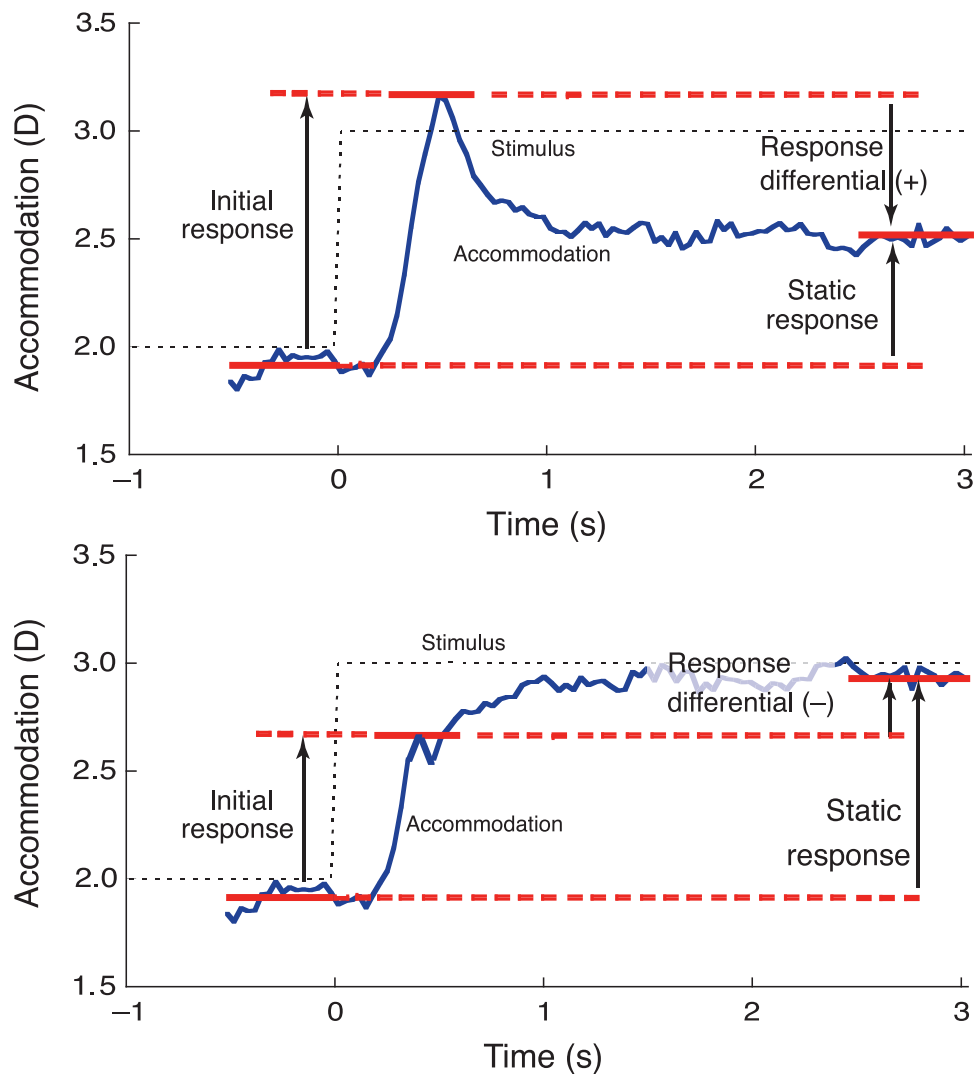 3.5
3.0
2.5
2.0
1.5
Accommodation (D)
Initial
response
Stimulus
Accommodation
Response
differential (+)
Static
response
–1
0
1
2
3
Time (s)
3.5
3.0
2.5
2.0
1.5
Accommodation (D)
Stimulus
Response
differential (–)
Initial
response
Accommodation
Static
response
–1
0
1
2
3
Time (s)